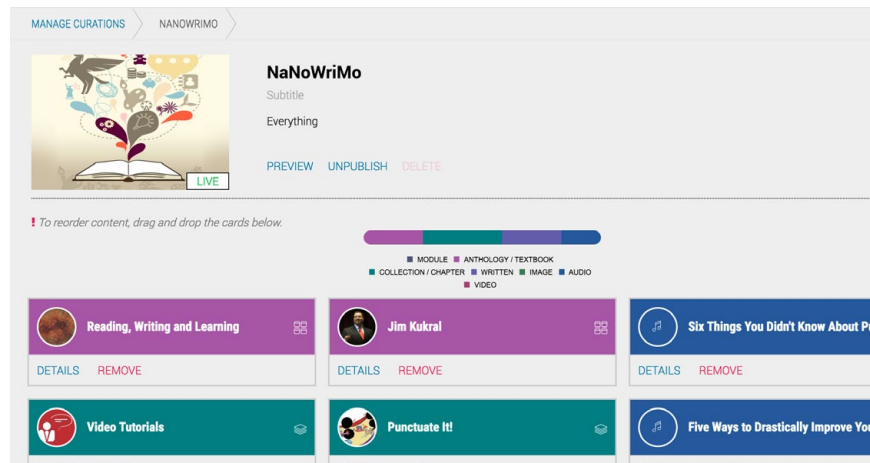 MANAGE CURATIONS NANOWRIMO
NaNoWriMo
Subtitle
Everything
PREVIEW UNPUBLISH DELETE
LIVE
! To reorder content, drag and drop the cards below.
MODULE ANTHOLOGY / TEXTBOOK
COLLECTION / CHAPTER WRITTEN IMAGE AUDIO
VIDEO
Reading, Writing and Learning
DETAILS REMOVE
Jim Kukral
DETAILS REMOVE
Six Things You Didn't Know About
DETAILS REMOVE
Video Tutorials
Punctuate It!
Five Ways to Drastically Improve